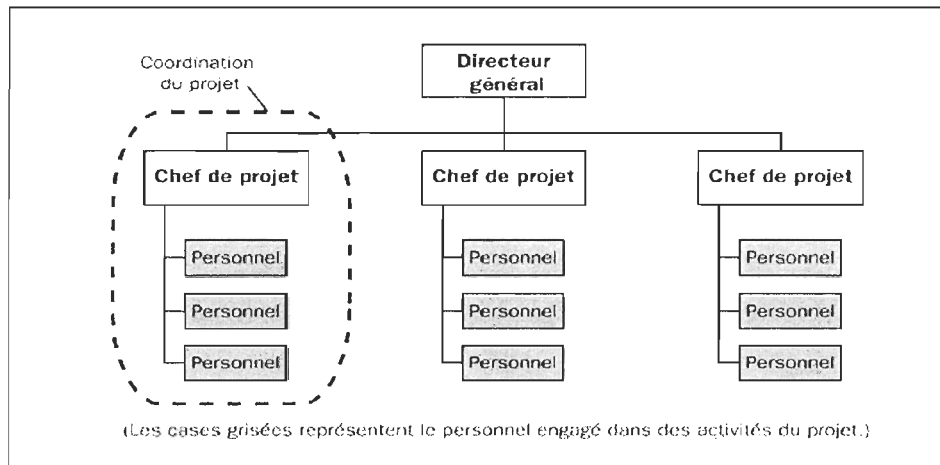 Coordination
du projet
Directeur
général
Chef de projet
Chef de projet
Chef de projet
Personnel
Personnel
Personnel
Personnel
Personnel
Personnel
Personnel
Personnel
Personnel
(Les cases grisées représentent le personnel engagé dans des activités du projet.)